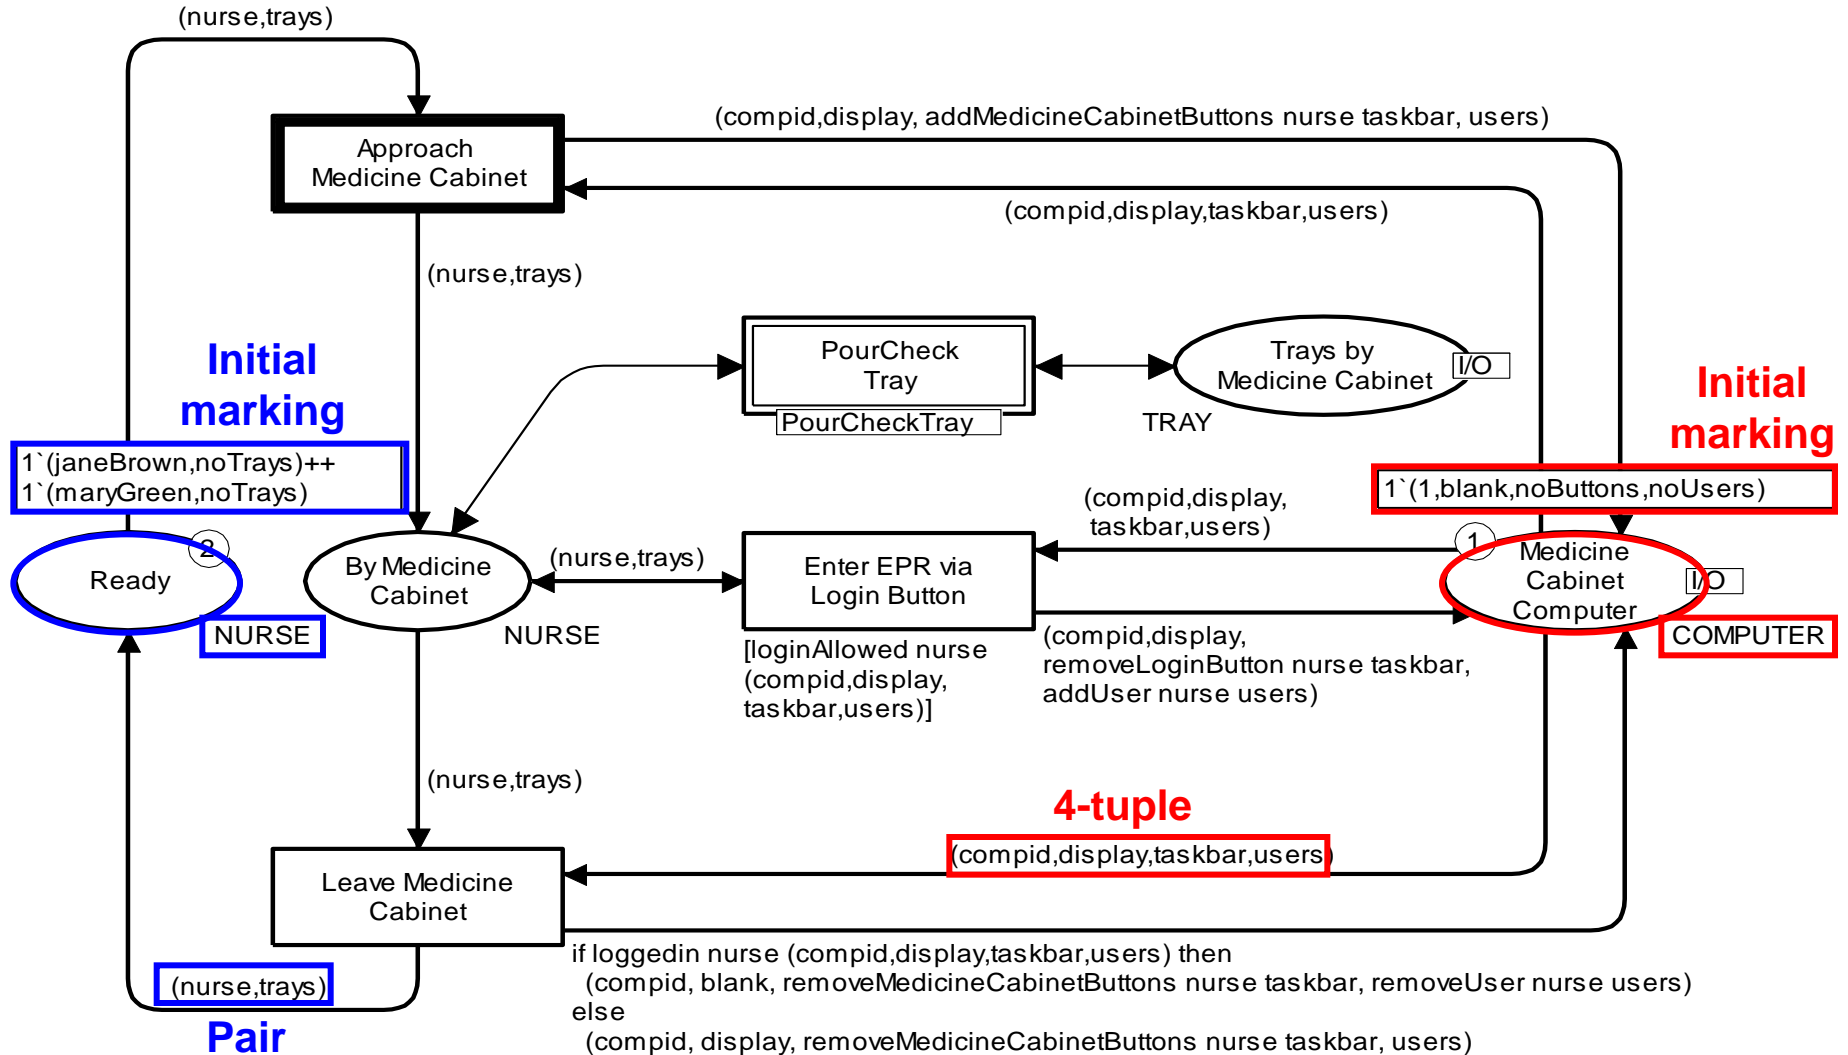 (nurse,trays)
(compid,display, addMedicineCabinetButtons nurse taskbar, users)
Approach
Medicine Cabinet
(compid,display,taskbar,users)
(nurse,trays)
Initial
marking
PourCheck
Tray
PourCheckTray
Trays by
Medicine Cabinet
I/O
TRAY
Initial
marking
1`(janeBrown,noTrays)++
1`(maryGreen,noTrays)
1`(1,blank,noButtons,noUsers)
(compid,display,
taskbar,users)
2
Ready
NURSE
By Medicine
Cabinet
NURSE
(nurse,trays)
Enter EPR via
Login Button
[loginAllowed nurse
(compid,display,
taskbar,users)]
1
Medicine
Cabinet
Computer
I/O
COMPUTER
(compid,display,
removeLoginButton nurse taskbar,
addUser nurse users)
(nurse,trays)
4-tuple
(compid,display,taskbar,users)
Leave Medicine
Cabinet
(nurse,trays)
Pair
if loggedin nurse (compid,display,taskbar,users) then
(compid, blank, removeMedicineCabinetButtons nurse taskbar, removeUser nurse users)
else
(compid, display, removeMedicineCabinetButtons nurse taskbar, users)